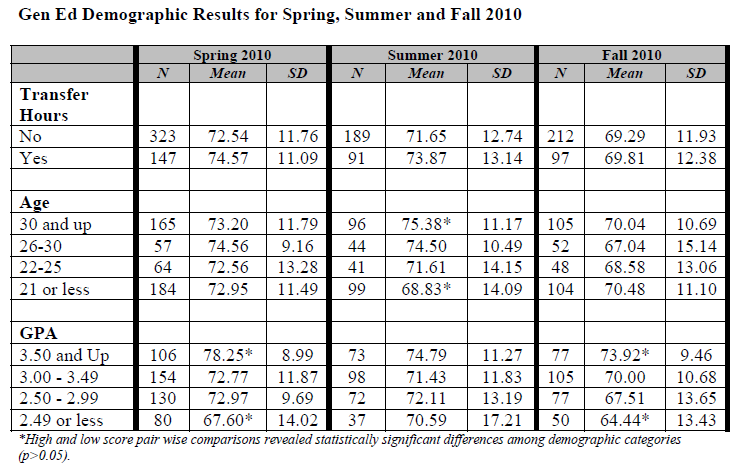 Gen Ed Demographic Results for Spring, Summer and Fall 2010
Spring 2010 Summer 2010 Fall 2010
N Mean SD N Mean SD N Mean SD
Transfer
Hours
No 323 72.54 11.76 189 71.65 12.74 212 69.29 11.93
Yes 147 74.57 11.09 91 73.87 13.14 97 69.81 12.38
Age
30 and up 165 73.20 11.79 96 75.38* 11.17 105 70.04 10.69
26-30 57 74.56 9.16 44 74.50 10.49 52 67.04 15.14
22-25 64 72.56 13.28 41 71.61 14.15 48 68.58 13.06
21 or less 184 72.95 11.49 99 68.83* 14.09 104 70.48 11.10
GPA
3.50 and Up 106 78.25* 8.99 73 74.79 11.27 77 73.92* 9.46
3.00 - 3.49 154 72.77 11.87 98 71.43 11.83 105 70.00 10.68
2.50 - 2.99 130 72.97 9.69 72 72.11 13.19 77 67.51 13.65
2.49 or less 80 67.60* 14.02 37 70.59 17.21 50 64.44* 13.43
*High and low score pair wise comparisons revealed statistically significant differences among demographic categories
(p>0.05).